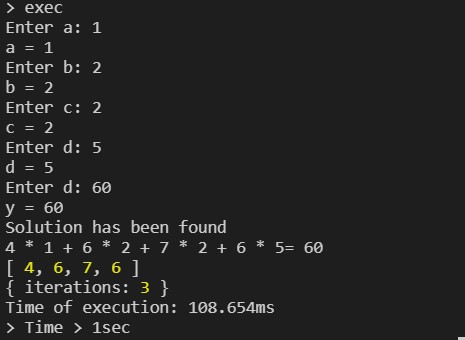 > exec
Enter a: 1
a = 1
Enter b: 2
b = 2
Enter c: 2
c = 2
Enter d: 5
d = 5
Enter d: 60
y = 60
Solution has been found
4 * 1 + 6 * 2 + 7 * 2 + 6 * 5= 60
[ 4, 6, 7, 6 ]
{ iterations: 3 }
Time of execution: 108.654ms
> Time > 1sec